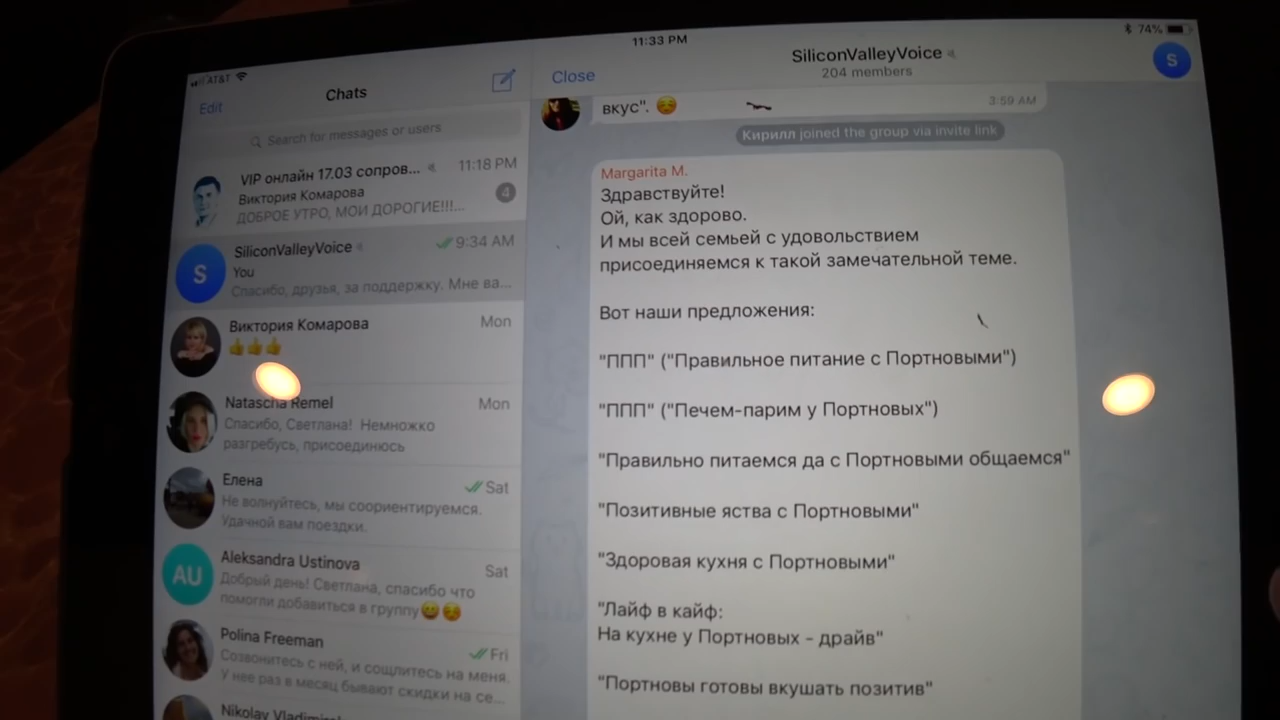 AT&T
11:33 PM
74%
Edit
Chats
Search for messages or users
VIP онлайн 17.03 сопров...
11:18 PM
Виктория Комарова
4
ДОБРОЕ УТРО, МОИ ДОРОГИЕ!!!...
SiliconValleyVoice
9:34 AM
S
You
Спасибо, друзья, за поддержку. Мне ва...
Виктория Комарова
Mon
Natascha Remel
Mon
Спасибо, Светлана! Немножко
разгребусь, присоединюсь
Елена
Sat
Не волнуйтесь, мы соориентируемся.
Удачной вам поездки.
AU
Aleksandra Ustinova
Sat
Добрый день! Светлана, спасибо что
помогли добавиться в группу
Polina Freeman
Fri
Созвонитесь с ней, и сощлитесь на меня.
У нее раз в месяц бывают скидки на се...
Nikolay
Close
SiliconValleyVoice
204 members
S
вкус".
3:59 AM
Кирилл joined the group via invite link
Margarita M.
Здравствуйте!
Ой, как здорово.
И мы всей семьей с удовольствием
присоединяемся к такой замечательной теме.
Вот наши предложения:
"ППП" ("Правильное питание с Портновыми")
"ППП" ("Печем-парим у Портновых")
"Правильно питаемся да с Портновыми общаемся"
"Позитивные яства с Портновыми"
"Здоровая кухня с Портновыми"
"Лайф в кайф:
На кухне у Портновых - драйв"
"Портновы готовы вкушать позитив"